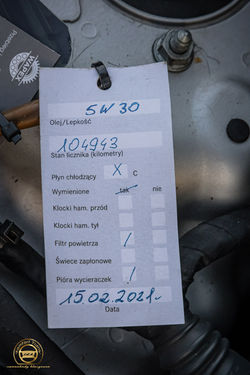 5W30
Olej/Lepkość
104943
Stan licznika (kilometry)
Płyn chłodzący X C
Wymienione tak nie
Klocki ham. przód
Klocki ham. tył
Filtr powietrza /
Świece zapłonowe
Pióra wycieraczek /
15.02.2021r.
Data